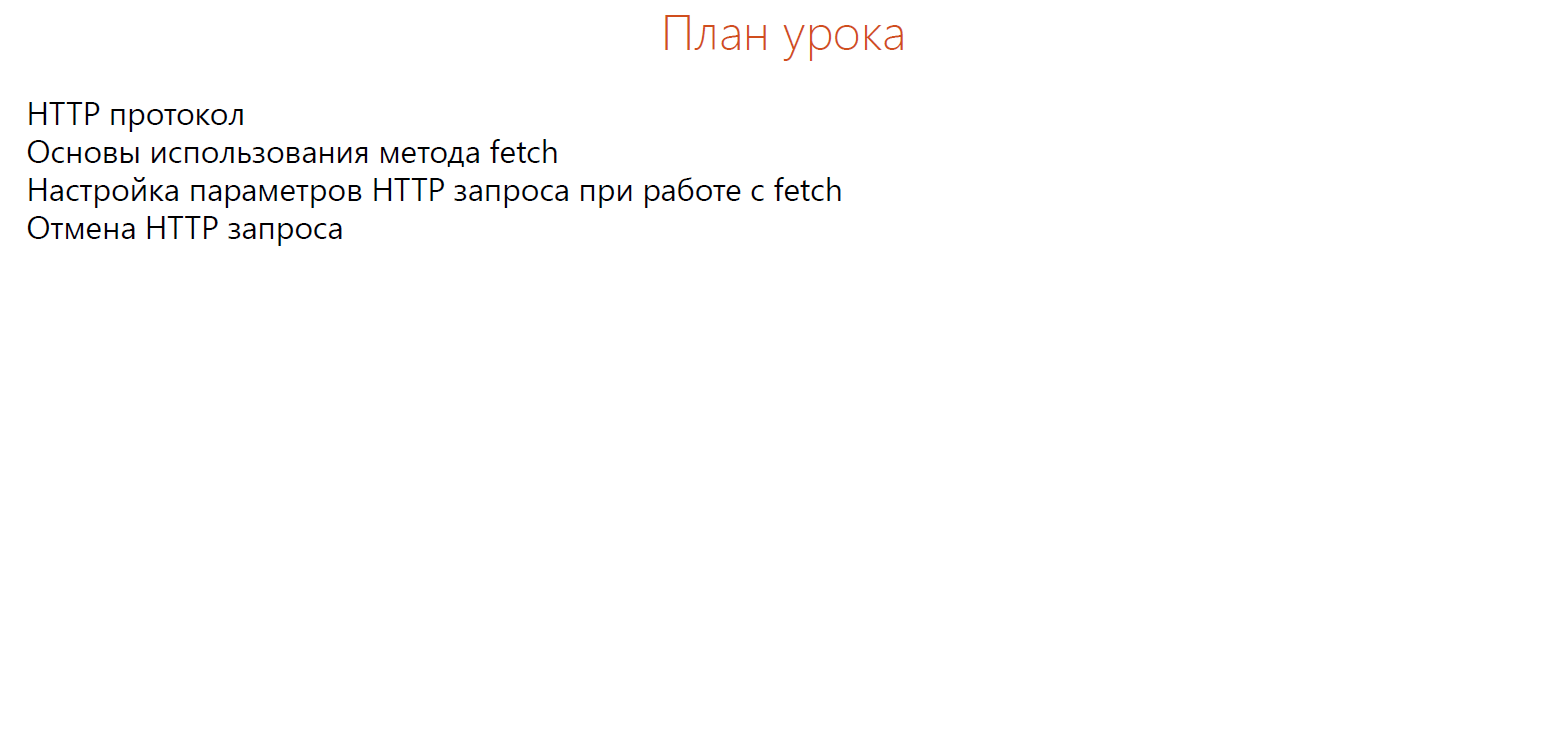 План урока
HTTP протокол
Основы использования метода fetch
Настройка параметров HTTP запроса при работе с fetch
Отмена HTTP запроса